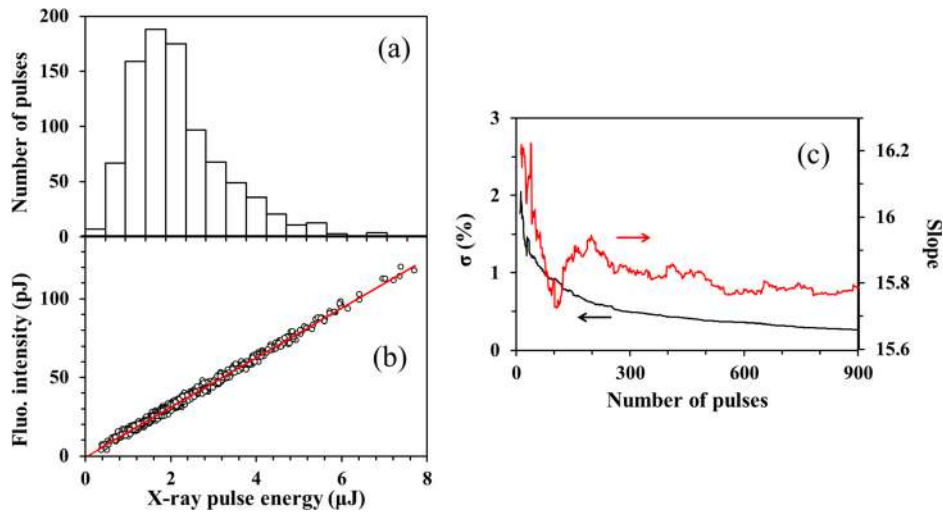 200
150
100
50
0
Number of pulses
(a)
100
50
0
Fluo. intensity (pJ)
(b)
0 2 4 6 8
X-ray pulse energy (μJ)
3
2
1
0
σ (%)
(c)
16.2
16
15.8
15.6
Slope
0 300 600 900
Number of pulses